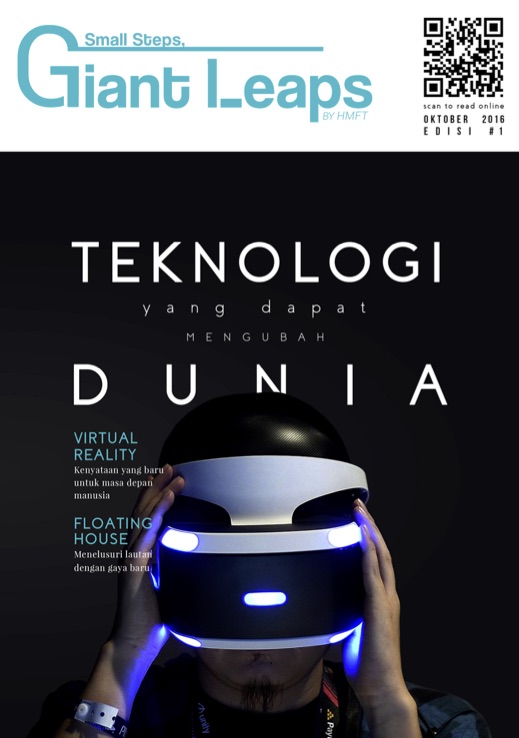 Small Steps,
Giant Leaps
BY HMFT
scan to read online
OKTOBER 2016
EDISI #1
TEKNOLOGI
yang dapat
MENGUBAH
DUNIA
VIRTUAL
REALITY
Kenyataan yang baru
untuk masa depan
manusia
FLOATING
HOUSE
Menelusuri lautan
dengan gaya baru
unity